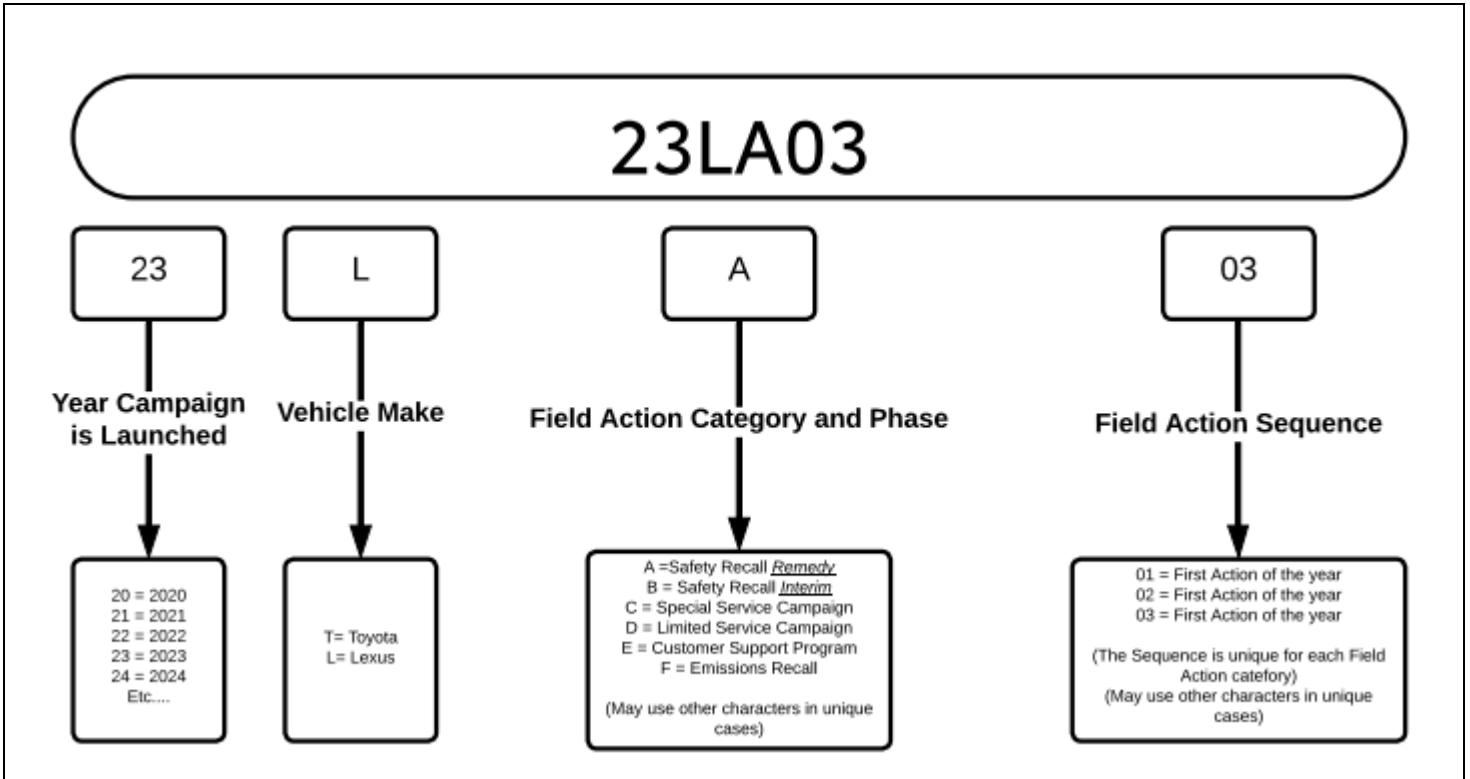 23LA03
23
L
A
03
Year Campaign
is Launched
Vehicle Make
Field Action Category and Phase
Field Action Sequence
20 = 2020
21 = 2021
22 = 2022
23 = 2023
24 = 2024
Etc....
T= Toyota
L= Lexus
A =Safety Recall Remedy
B = Safety Recall Interim
C = Special Service Campaign
D = Limited Service Campaign
E = Customer Support Program
F = Emissions Recall
(May use other characters in unique
cases)
01 = First Action of the year
02 = First Action of the year
03 = First Action of the year
(The Sequence is unique for each Field
Action catefory)
(May use other characters in unique
cases)